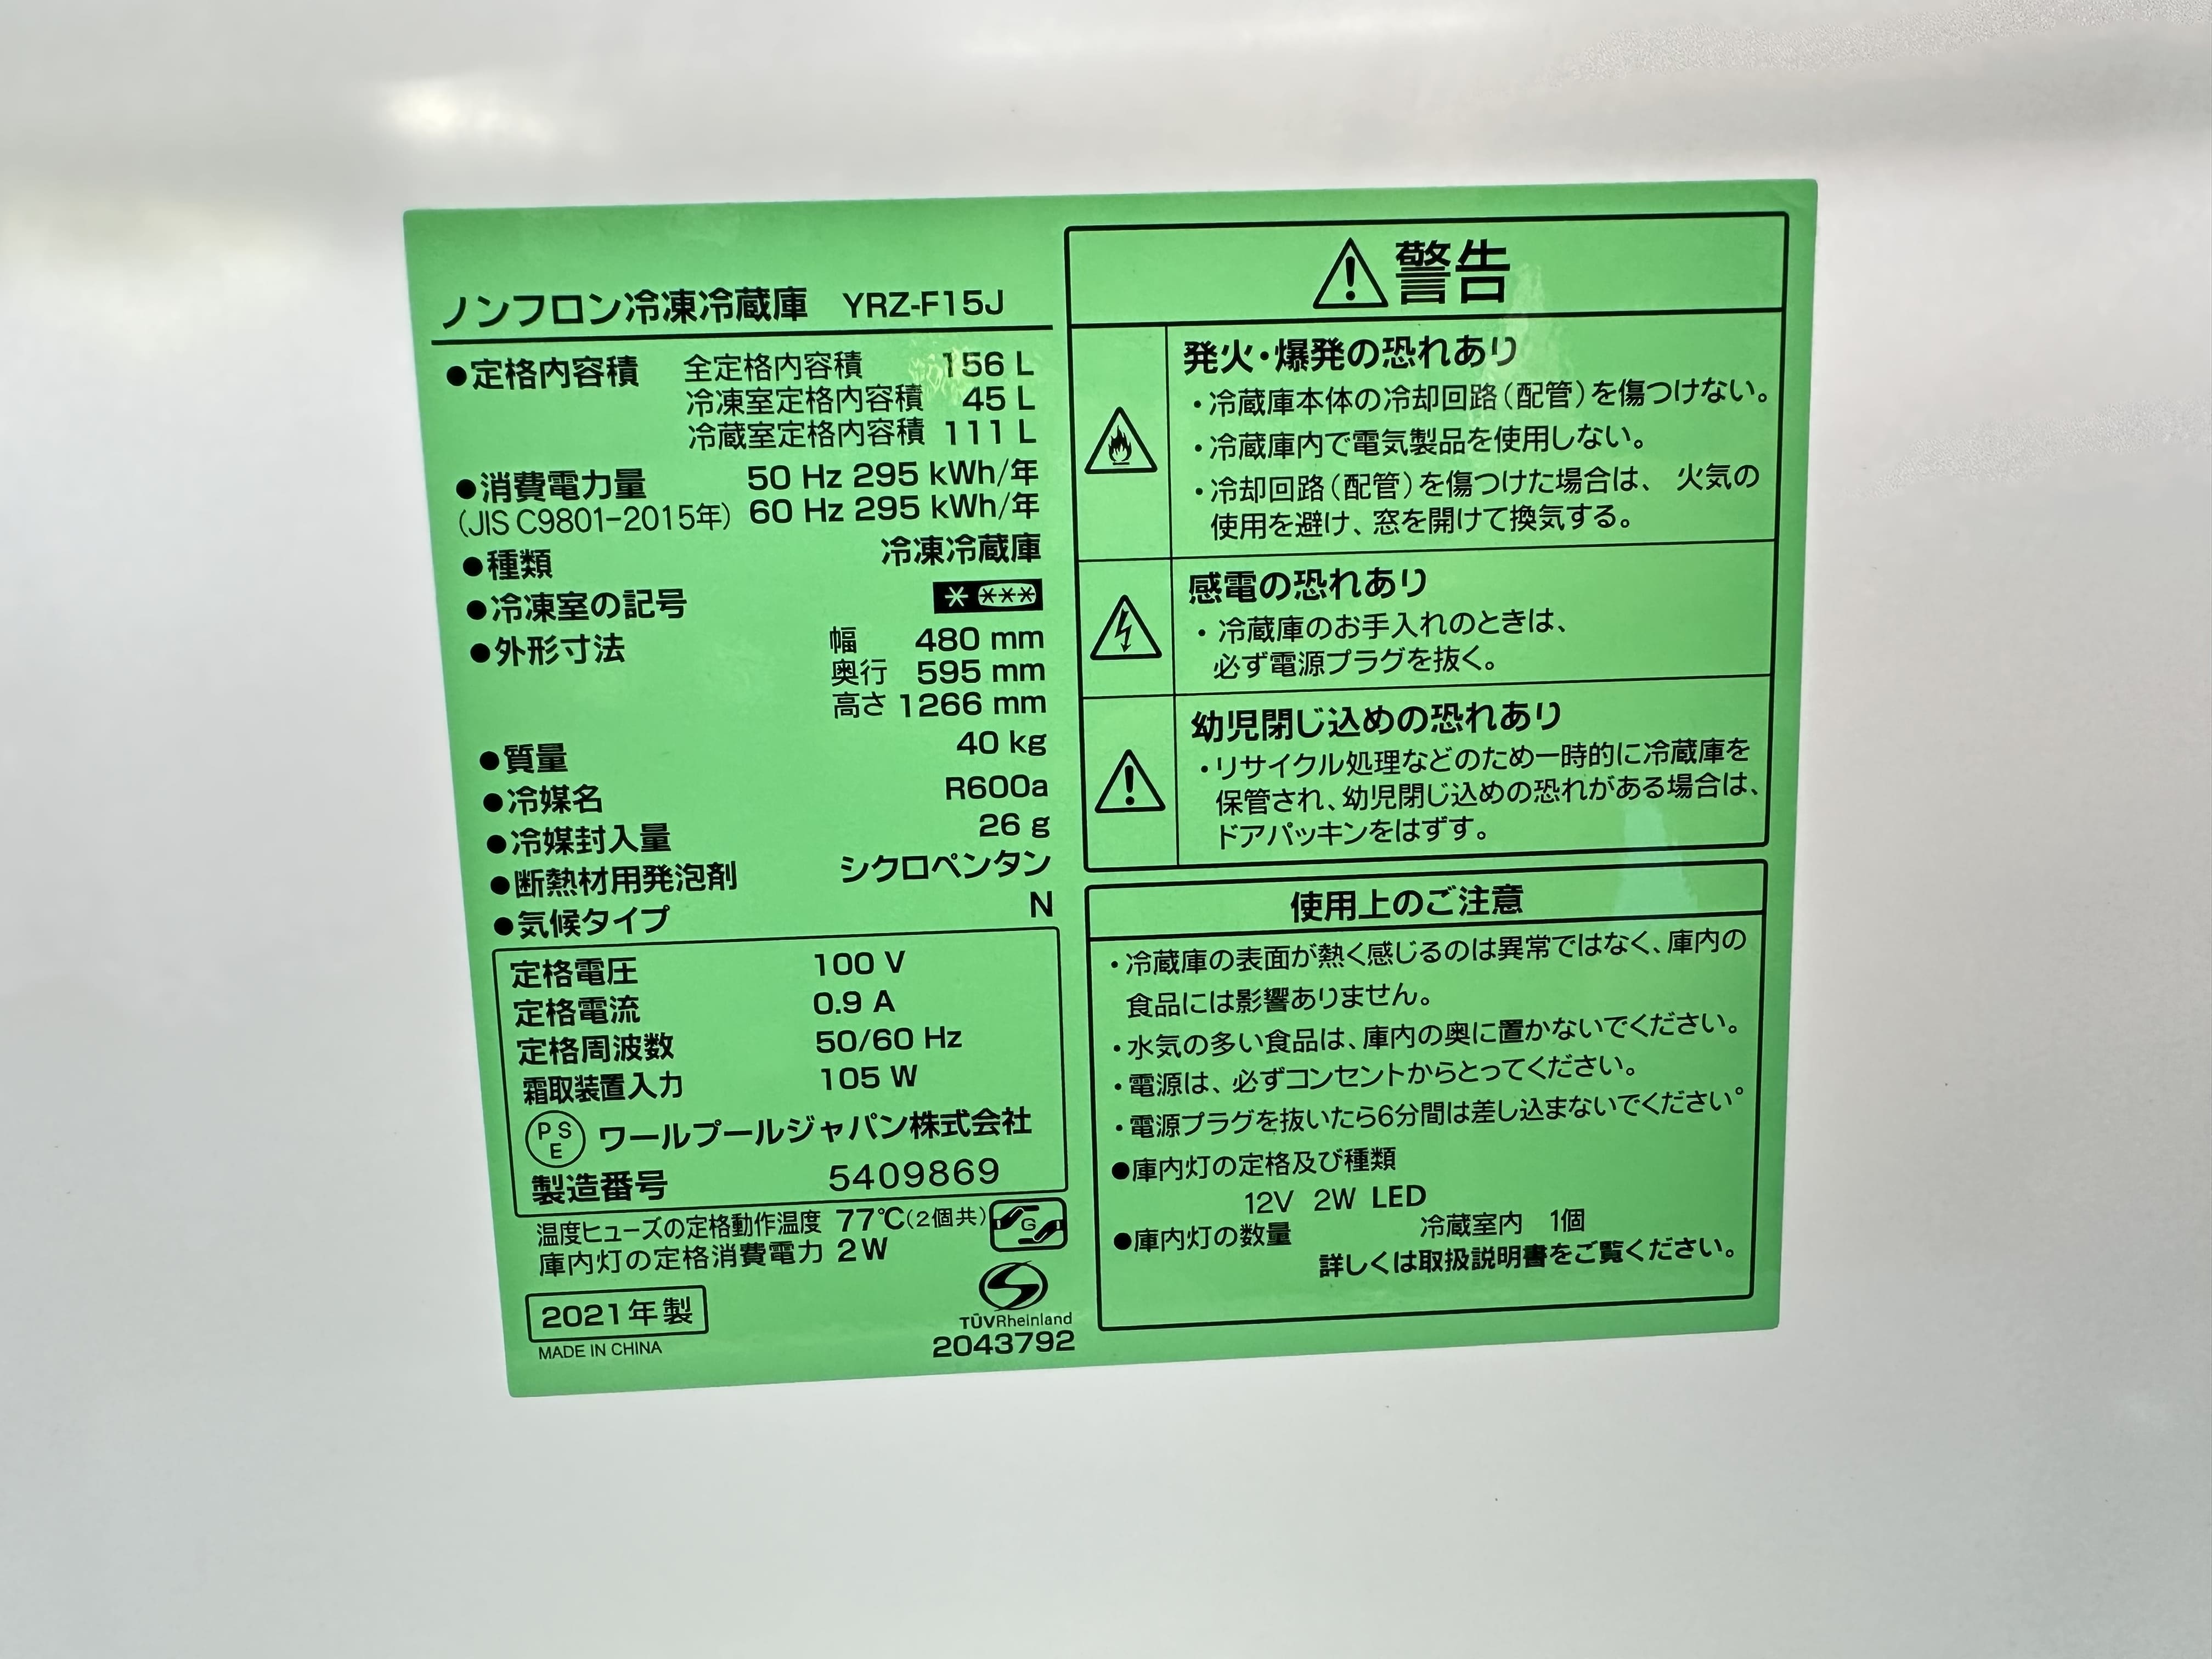 ノンフロン冷凍冷蔵庫 YRZ-F15J
●定格内容積 全定格内容積 156 L
冷凍室定格内容積 45 L
冷蔵室定格内容積 111 L
●消費電力量 50 Hz 295 kWh/年
(JIS C9801-2015年) 60 Hz 295 kWh/年
●種類 冷凍冷蔵庫
●冷凍室の記号 * ***
●外形寸法 幅 480 mm
奥行 595 mm
高さ 1266 mm
●質量 40 kg
●冷媒名 R600a
●冷媒封入量 26 g
●断熱材用発泡剤 シクロペンタン
●気候タイプ N
定格電圧 100 V
定格電流 0.9 A
定格周波数 50/60 Hz
霜取装置入力 105 W
PSE ワールプールジャパン株式会社
製造番号 5409869
温度ヒューズの定格動作温度 77℃(2個共) G
庫内灯の定格消費電力 2W
2021年製
MADE IN CHINA
TÜVRheinland
2043792
警告
発火・爆発の恐れあり
・冷蔵庫本体の冷却回路(配管)を傷つけない。
・冷蔵庫内で電気製品を使用しない。
・冷却回路(配管)を傷つけた場合は、 火気の
使用を避け、窓を開けて換気する。
感電の恐れあり
・冷蔵庫のお手入れのときは、
必ず電源プラグを抜く。
幼児閉じ込めの恐れあり
・リサイクル処理などのため一時的に冷蔵庫を
保管され、幼児閉じ込めの恐れがある場合は、
ドアパッキンをはずす。
使用上のご注意
・冷蔵庫の表面が熱く感じるのは異常ではなく、庫内の
食品には影響ありません。
・水気の多い食品は、庫内の奥に置かないでください。
・電源は、必ずコンセントからとってください。
・電源プラグを抜いたら6分間は差し込まないでください。
●庫内灯の定格及び種類
12V 2W LED
●庫内灯の数量 冷蔵室内 1個
詳しくは取扱説明書をご覧ください。